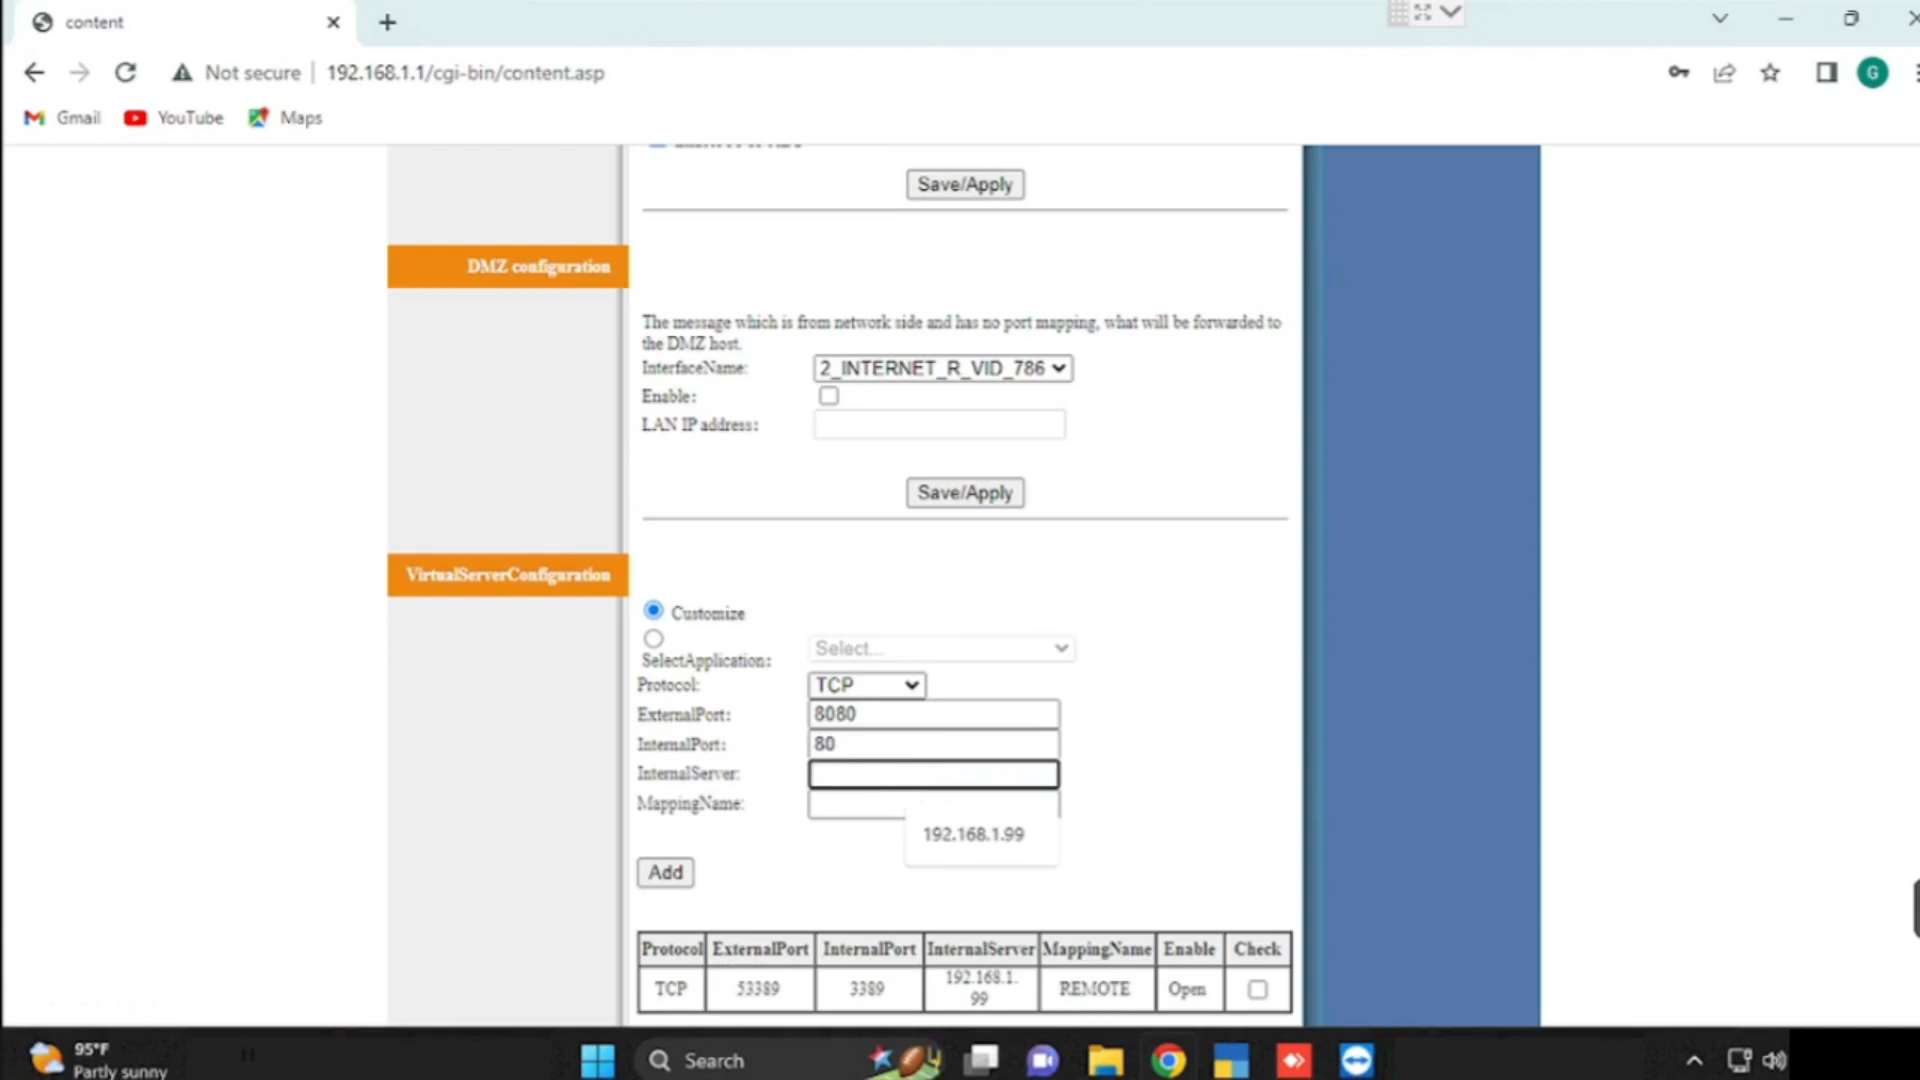 content
Not secure
192.168.1.1/cgi-bin/content.asp
G
Gmail YouTube Maps
Save/Apply
DMZ configuration
The message which is from network side and has no port mapping, what will be forwarded to
the DMZ host.
InterfaceName: 2_INTERNET_R_VID_786
Enable:
LAN IP address:
Save/Apply
VirtualServerConfiguration
Customize
SelectApplication: Select...
Protocol: TCP
ExternalPort: 8080
InternalPort: 80
InternalServer:
MappingName:
192.168.1.99
Add
Protocol ExternalPort InternalPort InternalServer MappingName Enable Check
TCP 53389 3389 192.168.1.
99 REMOTE Open
95°F
Partly sunny
Search